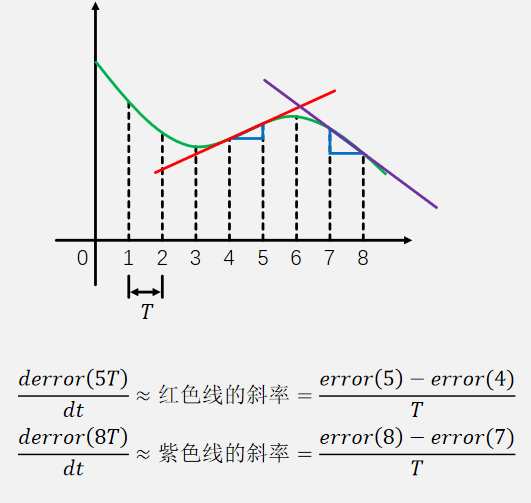 0 1 2 3 4 5 6 7 8
T
derror(5T)/dt ≈ 红色线的斜率 = error(5) − error(4)/T
derror(8T)/dt ≈ 紫色线的斜率 = error(8) − error(7)/T